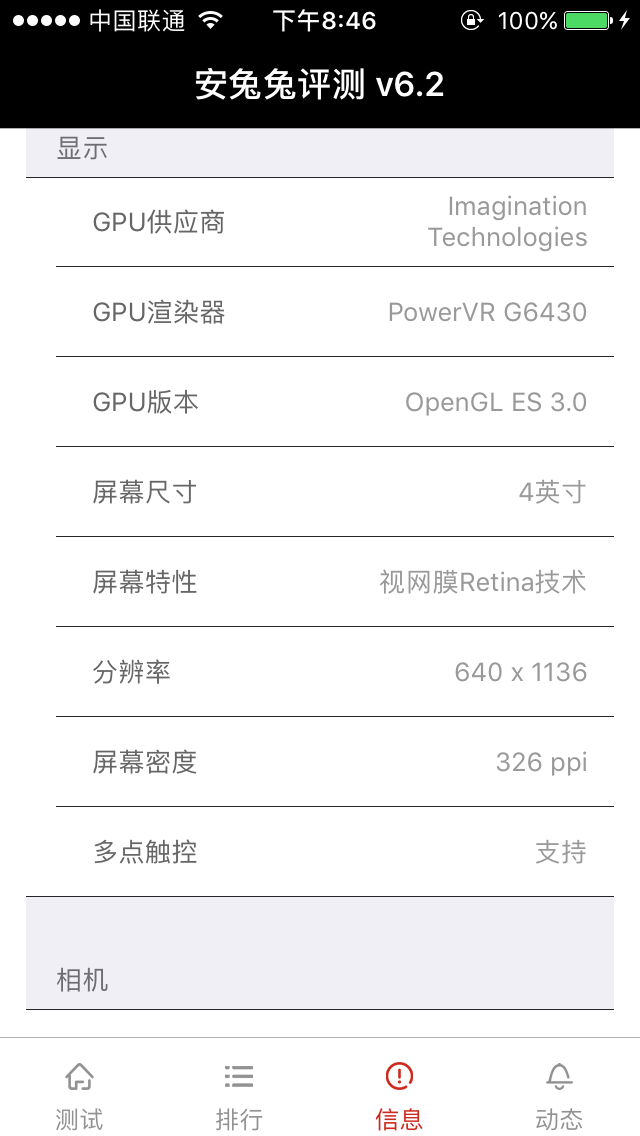 中国联通 下午8:46 100%
安兔兔评测 v6.2
显示
GPU供应商 Imagination
Technologies
GPU渲染器 PowerVR G6430
GPU版本 OpenGL ES 3.0
屏幕尺寸 4英寸
屏幕特性 视网膜Retina技术
分辨率 640 x 1136
屏幕密度 326 ppi
多点触控 支持
相机
测试 排行 信息 动态